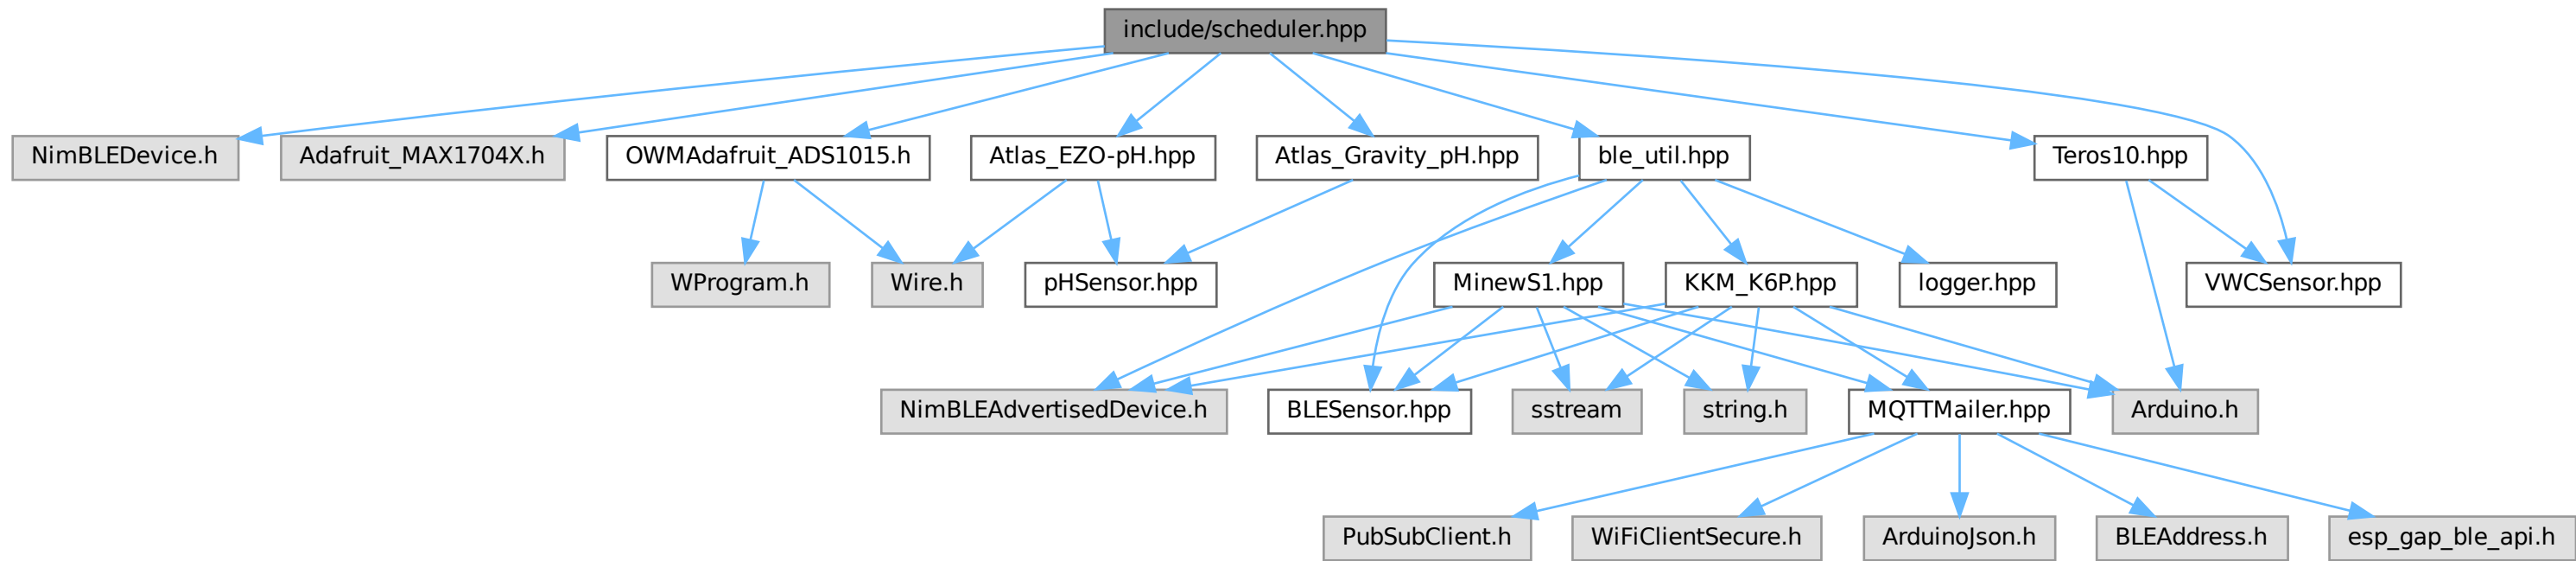 include/scheduler.hpp
NimBLEDevice.h
Adafruit_MAX1704X.h
OWMAdafruit_ADS1015.h
Atlas_EZO-pH.hpp
Atlas_Gravity_pH.hpp
ble_util.hpp
Teros10.hpp
WProgram.h
Wire.h
pHSensor.hpp
MinewS1.hpp
KKM_K6P.hpp
logger.hpp
VWCSensor.hpp
NimBLEAdvertisedDevice.h
BLESensor.hpp
sstream
string.h
MQTTMailer.hpp
Arduino.h
PubSubClient.h
WiFiClientSecure.h
ArduinoJson.h
BLEAddress.h
esp_gap_ble_api.h